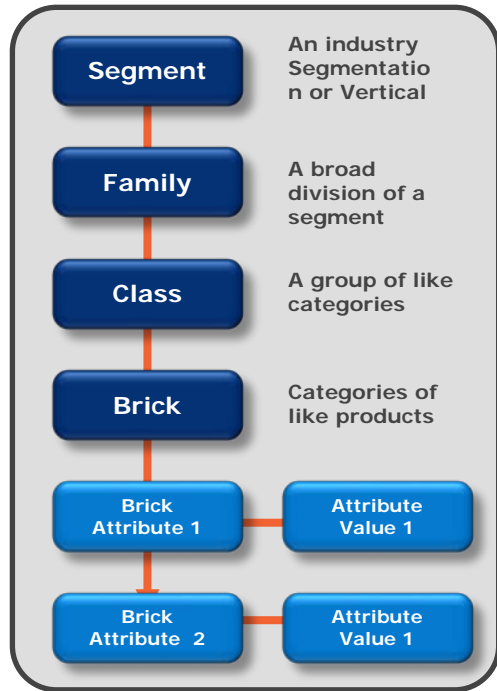 Segment
An industry
Segmentatio
n or Vertical
Family
A broad
division of a
segment
Class
A group of like
categories
Brick
Categories of
like products
Brick
Attribute 1
Attribute
Value 1
Brick
Attribute 2
Attribute
Value 1